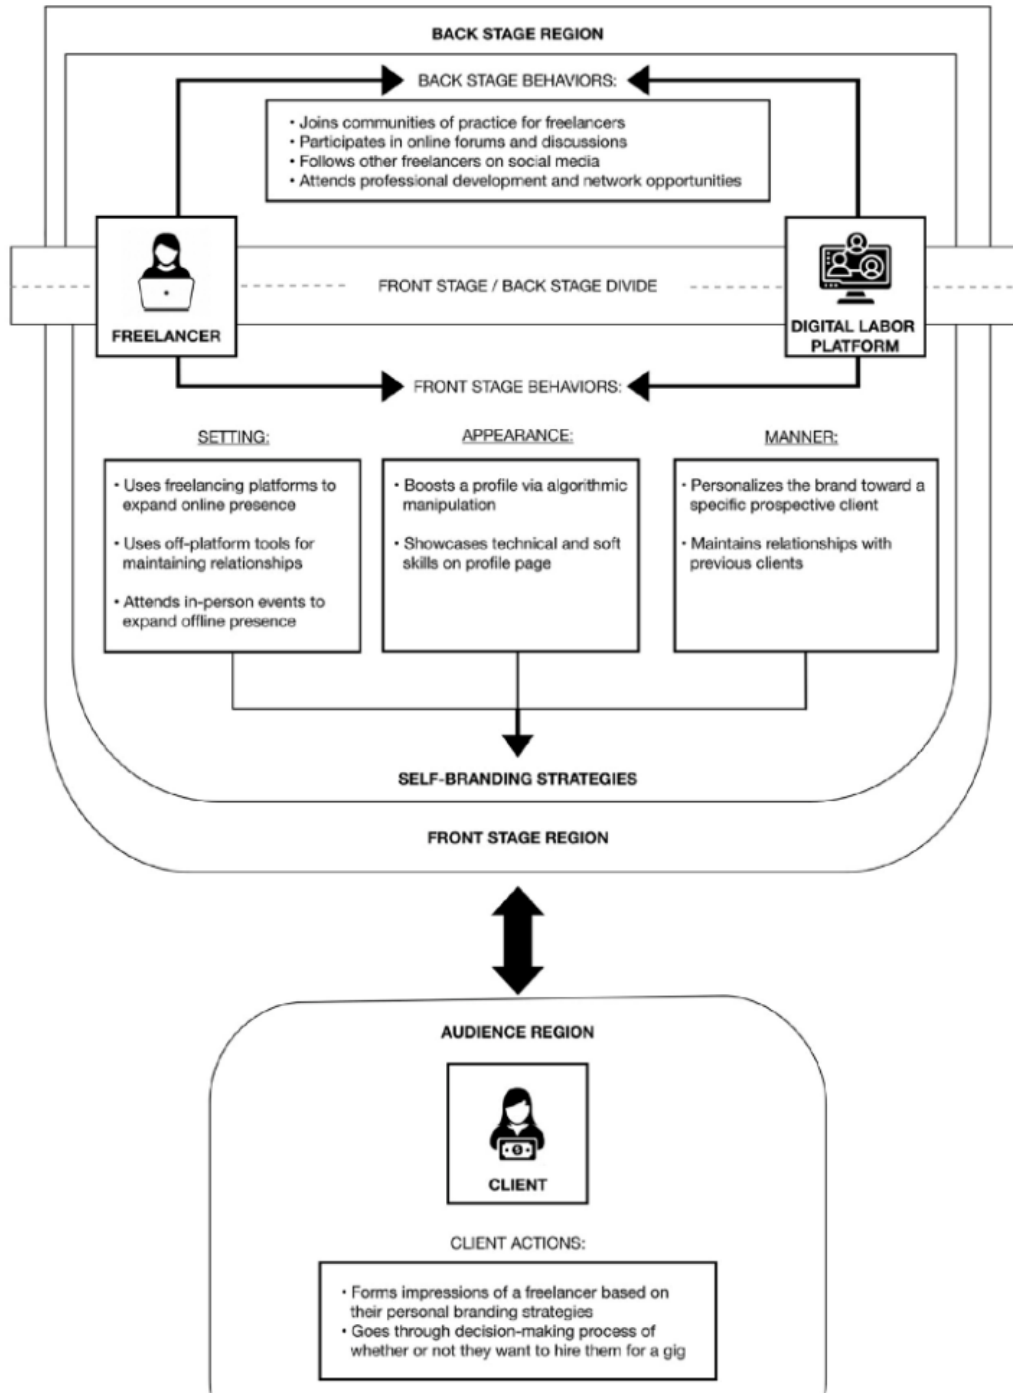 BACK STAGE REGION
BACK STAGE BEHAVIORS:
• Joins communities of practice for freelancers
• Participates in online forums and discussions
• Follows other freelancers on social media
• Attends professional development and network opportunities
FREELANCER
FRONT STAGE / BACK STAGE DIVIDE
DIGITAL LABOR
PLATFORM
FRONT STAGE BEHAVIORS:
SETTING:
• Uses freelancing platforms to
expand online presence
• Uses off-platform tools for
maintaining relationships
• Attends in-person events to
expand offline presence
APPEARANCE:
• Boosts a profile via algorithmic
manipulation
• Showcases technical and soft
skills on profile page
MANNER:
• Personalizes the brand toward a
specific prospective client
• Maintains relationships with
previous clients
SELF-BRANDING STRATEGIES
FRONT STAGE REGION
AUDIENCE REGION
CLIENT
CLIENT ACTIONS:
• Forms impressions of a freelancer based on
their personal branding strategies
• Goes through decision-making process of
whether or not they want to hire them for a gig